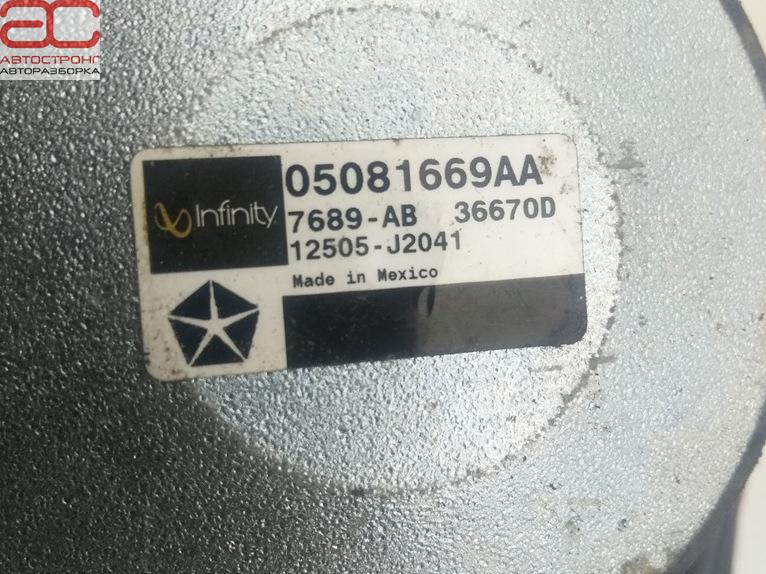 ас
АВТОСТРОНГ
АВТОРАЗБОРКА
Infinity
05081669AA
7689-AB 36670D
12505-J2041
Made in Mexico